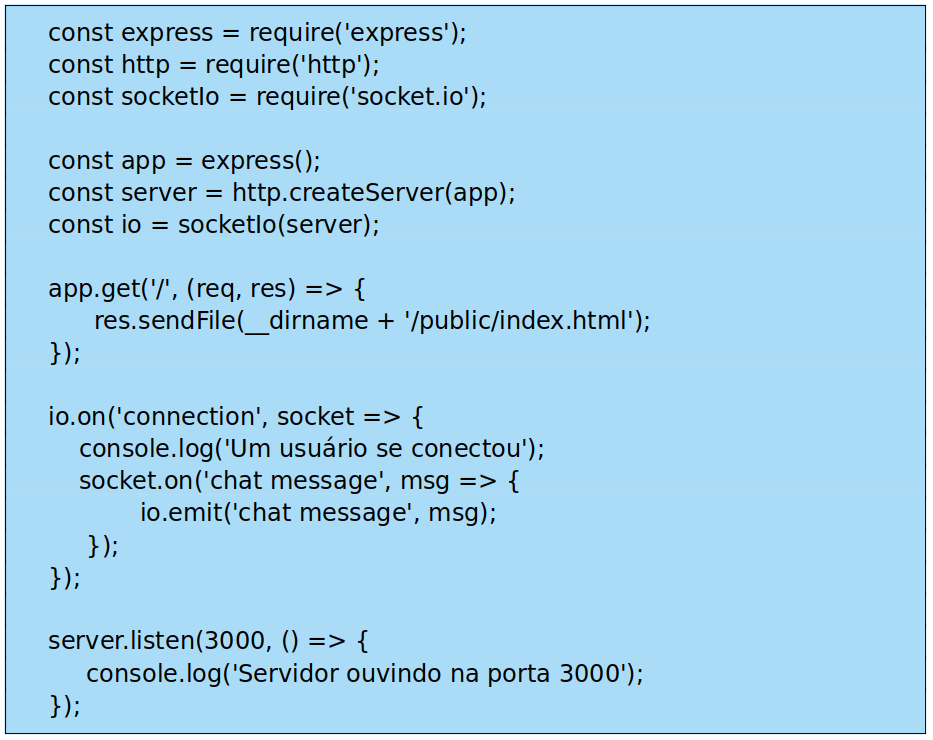 const express = require('express');
const http = require('http');
const socketIo = require('socket.io');
const app = express();
const server = http.createServer(app);
const io = socketIo(server);
app.get('/', (req, res) => {
res.sendFile(__dirname + '/public/index.html');
});
io.on('connection', socket => {
console.log('Um usuário se conectou');
socket.on('chat message', msg => {
io.emit('chat message', msg);
});
});
server.listen(3000, () => {
console.log('Servidor ouvindo na porta 3000');
});